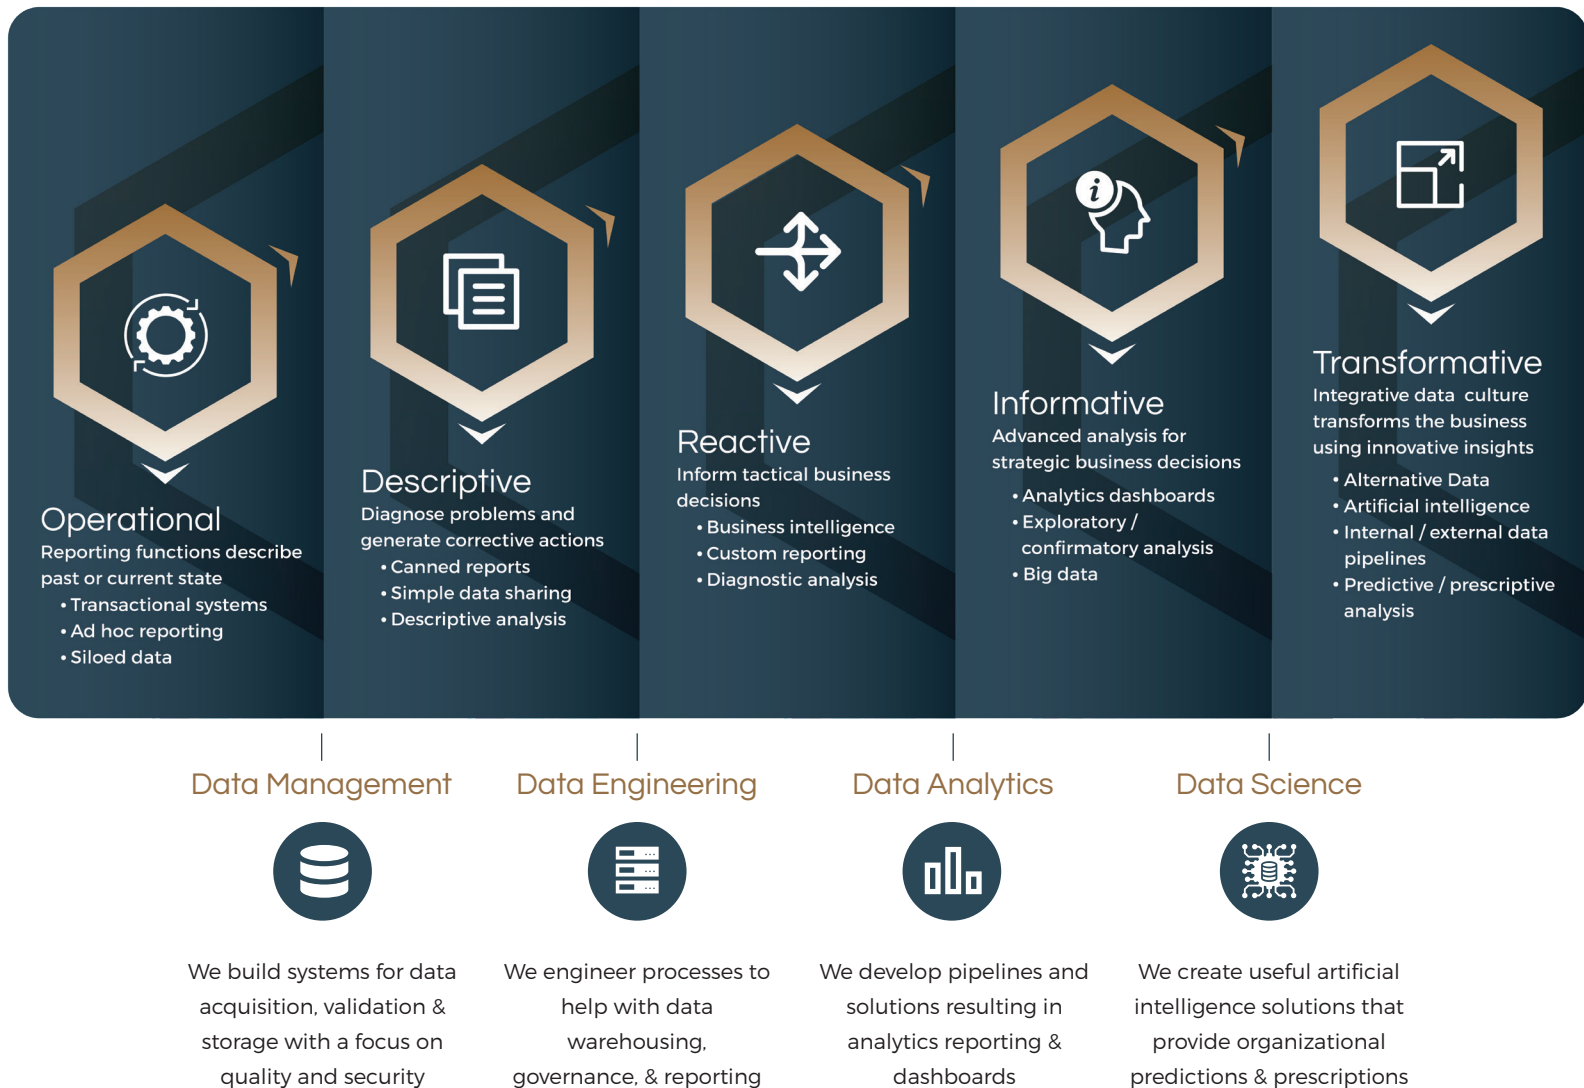 Operational
Reporting functions describe
past or current state
• Transactional systems
• Ad hoc reporting
• Siloed data
Descriptive
Diagnose problems and
generate corrective actions
• Canned reports
• Simple data sharing
• Descriptive analysis
Reactive
Inform tactical business
decisions
• Business intelligence
• Custom reporting
• Diagnostic analysis
i
Informative
Advanced analysis for
strategic business decisions
• Analytics dashboards
• Exploratory /
confirmatory analysis
• Big data
Transformative
Integrative data culture
transforms the business
using innovative insights
• Alternative Data
• Artificial intelligence
• Internal / external data
pipelines
• Predictive / prescriptive
analysis
Data Management
We build systems for data
acquisition, validation &
storage with a focus on
quality and security
Data Engineering
We engineer processes to
help with data
warehousing,
governance, & reporting
Data Analytics
We develop pipelines and
solutions resulting in
analytics reporting &
dashboards
Data Science
We create useful artificial
intelligence solutions that
provide organizational
predictions & prescriptions